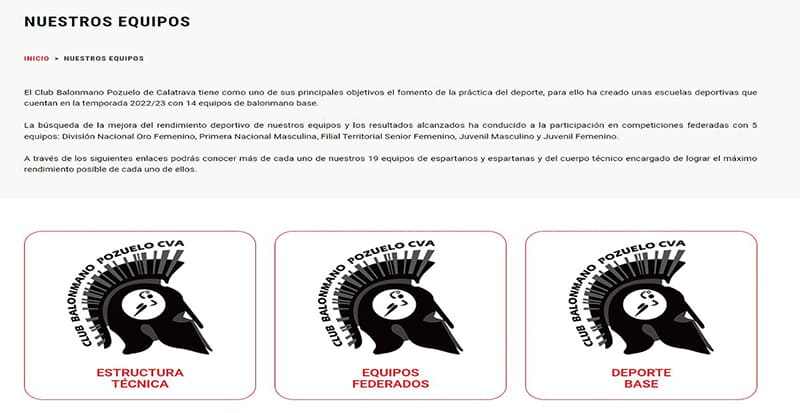 NUESTROS EQUIPOS
INICIO > NUESTROS EQUIPOS
El Club Balonmano Pozuelo de Calatrava tiene como uno de sus principales objetivos el fomento de la práctica del deporte, para ello ha creado unas escuelas deportivas que
cuentan en la temporada 2022/23 con 14 equipos de balonmano base.
La búsqueda de la mejora del rendimiento deportivo de nuestros equipos y los resultados alcanzados ha conducido a la participación en competiciones federadas con 5
equipos: División Nacional Oro Femenino, Primera Nacional Masculina, Filial Territorial Senior Femenino, Juvenil Masculino y Juvenil Femenino.
A través de los siguientes enlaces podrás conocer más de cada uno de nuestros 19 equipos de espartanos y espartanas y del cuerpo técnico encargado de lograr el máximo
rendimiento posible de cada uno de ellos.
CLUB BALONMANO POZUELO CVA
ESTRUCTURA
TÉCNICA
CLUB BALONMANO POZUELO CVA
EQUIPOS
FEDERADOS
CLUB BALONMANO POZUELO CVA
DEPORTE
BASE